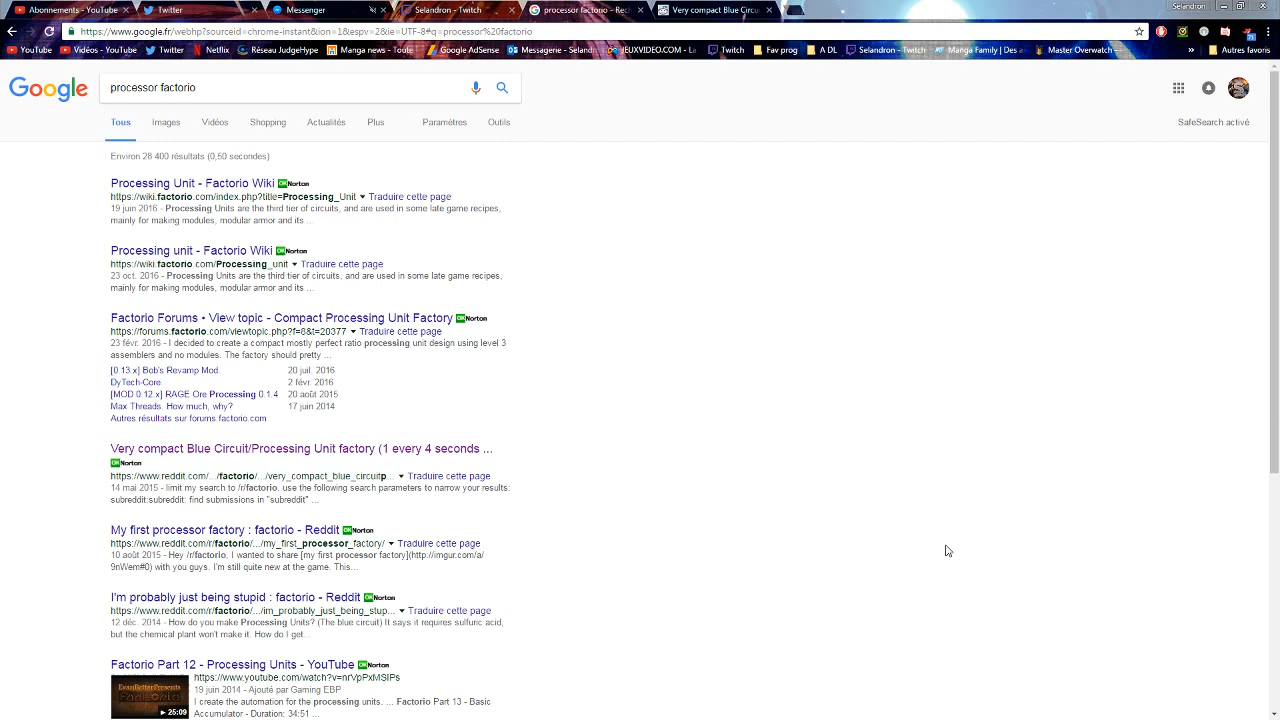 Abonnements - YouTube
Twitter
Messenger
Selandron - Twitch
processor factorio - Rec
Very compact Blue Circu
Selandron
https://www.google.fr/webhp?sourceid=chrome-instant&ion=1&espv=2&ie=UTF-8#q=processor%20factorio
YouTube
Vidéos - YouTube
Twitter
Netflix
Réseau JudgeHype
Manga news - Toute
Google AdSense
Messagerie - Selan
JEUXVIDEO.COM - La
Twitch
Fav prog
A DL
Selandron - Twitch
Manga Family | Des a
Master Overwatch —
»
Autres favoris
Google
processor factorio
Tous Images Vidéos Shopping Actualités Plus Paramètres Outils
SafeSearch activé
Environ 28 400 résultats (0,50 secondes)
Processing Unit - Factorio Wiki OK Norton
https://wiki.factorio.com/index.php?title=Processing_Unit ▾ Traduire cette page
19 juin 2016 - Processing Units are the third tier of circuits, and are used in some late game recipes,
mainly for making modules, modular armor and its ...
Processing unit - Factorio Wiki OK Norton
https://wiki.factorio.com/Processing_unit ▾ Traduire cette page
23 oct. 2016 - Processing Units are the third tier of circuits, and are used in some late game recipes,
mainly for making modules, modular armor and its ...
Factorio Forums • View topic - Compact Processing Unit Factory OK Norton
https://forums.factorio.com/viewtopic.php?f=8&t=20377 ▾ Traduire cette page
23 févr. 2016 - I decided to create a compact mostly perfect ratio processing unit design using level 3
assemblers and no modules. The factory should pretty ...
[0.13.x] Bob's Revamp Mod. 20 juil. 2016
DyTech-Core 2 févr. 2016
[MOD 0.12.x] RAGE Ore Processing 0.1.4 20 août 2015
Max Threads. How much, why? 17 juin 2014
Autres résultats sur forums.factorio.com
Very compact Blue Circuit/Processing Unit factory (1 every 4 seconds ...
OK Norton
https://www.reddit.com/.../factorio/.../very_compact_blue_circuitp... ▾ Traduire cette page
14 mai 2015 - limit my search to /r/factorio. use the following search parameters to narrow your results:
subreddit:subreddit: find submissions in "subreddit" ...
My first processor factory : factorio - Reddit OK Norton
https://www.reddit.com/r/factorio/.../my_first_processor_factory/ ▾ Traduire cette page
10 août 2015 - Hey /r/factorio, I wanted to share [my first processor factory](http://imgur.com/a/
9nWem#0) with you guys. I'm still quite new at the game. This...
I'm probably just being stupid : factorio - Reddit OK Norton
https://www.reddit.com/r/factorio/.../im_probably_just_being_stup... ▾ Traduire cette page
12 déc. 2014 - How do you make Processing Units? (The blue circuit) It says it requires sulfuric acid,
but the chemical plant won't make it. How do I get...
Factorio Part 12 - Processing Units - YouTube OK Norton
https://www.youtube.com/watch?v=nrVpPxMSIPs
19 juin 2014 - Ajouté par Gaming EBP
I create the automation for the processing units. ... Factorio Part 13 - Basic
Accumulator - Duration: 34:51 ...
EvanBetterPresents
▶ 25:09